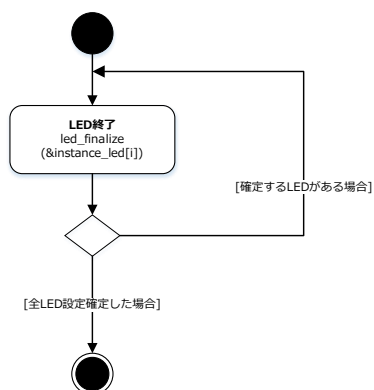 LED終了
led_finalize
(&instance_led[i])
[確定するLEDがある場合]
[全LED設定確定した場合]